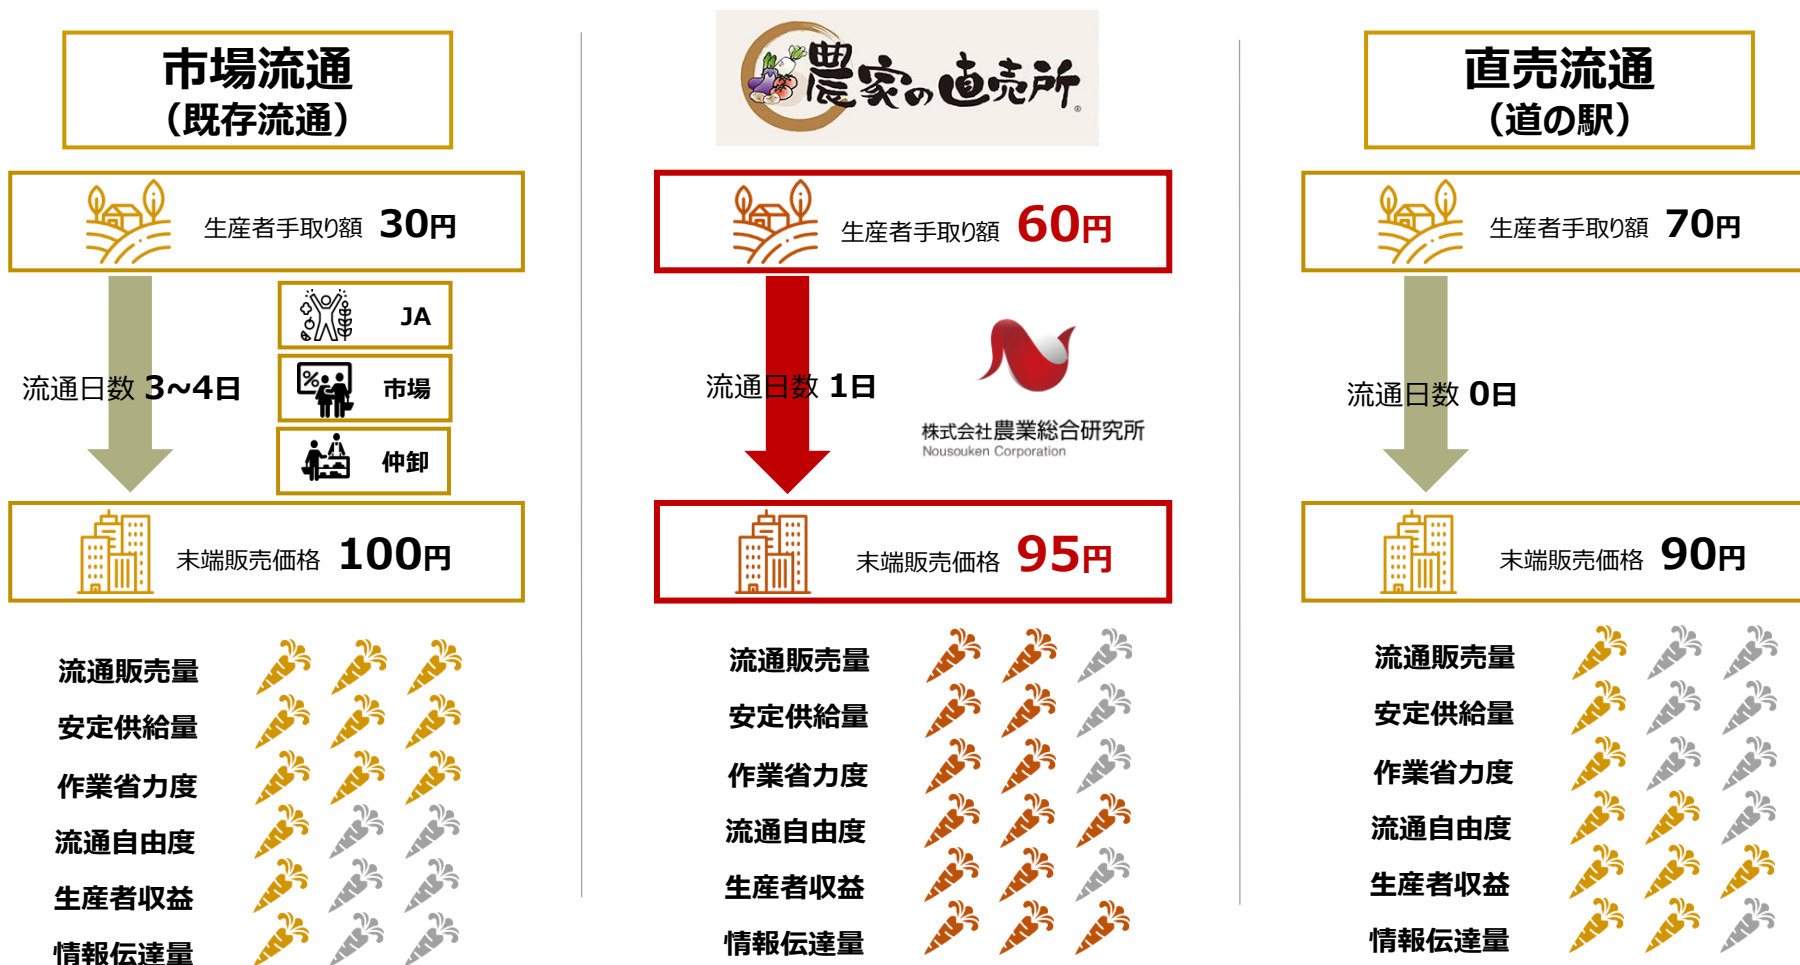 市場流通
（既存流通）
生産者手取り額 30円
JA
流通日数 3~4日
市場
仲卸
末端販売価格 100円
流通販売量
安定供給量
作業省力度
流通自由度
生産者収益
情報伝達量
農家の直売所®
生産者手取り額 60円
流通日数 1日
株式会社農業総合研究所
Nousouken Corporation
末端販売価格 95円
流通販売量
安定供給量
作業省力度
流通自由度
生産者収益
情報伝達量
直売流通
（道の駅）
生産者手取り額 70円
流通日数 0日
末端販売価格 90円
流通販売量
安定供給量
作業省力度
流通自由度
生産者収益
情報伝達量